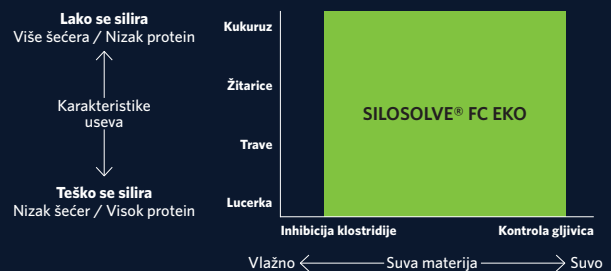 Lako se silira
Više šećera / Nizak protein
Karakteristike
useva
Teško se silira
Nizak šećer / Visok protein
Kukuruz
Žitarice
Trave
Lucerka
SILOSOLVE® FC EKO
Inhibicija klostridije
Kontrola gljivica
Vlažno
Suva materija
Suvo